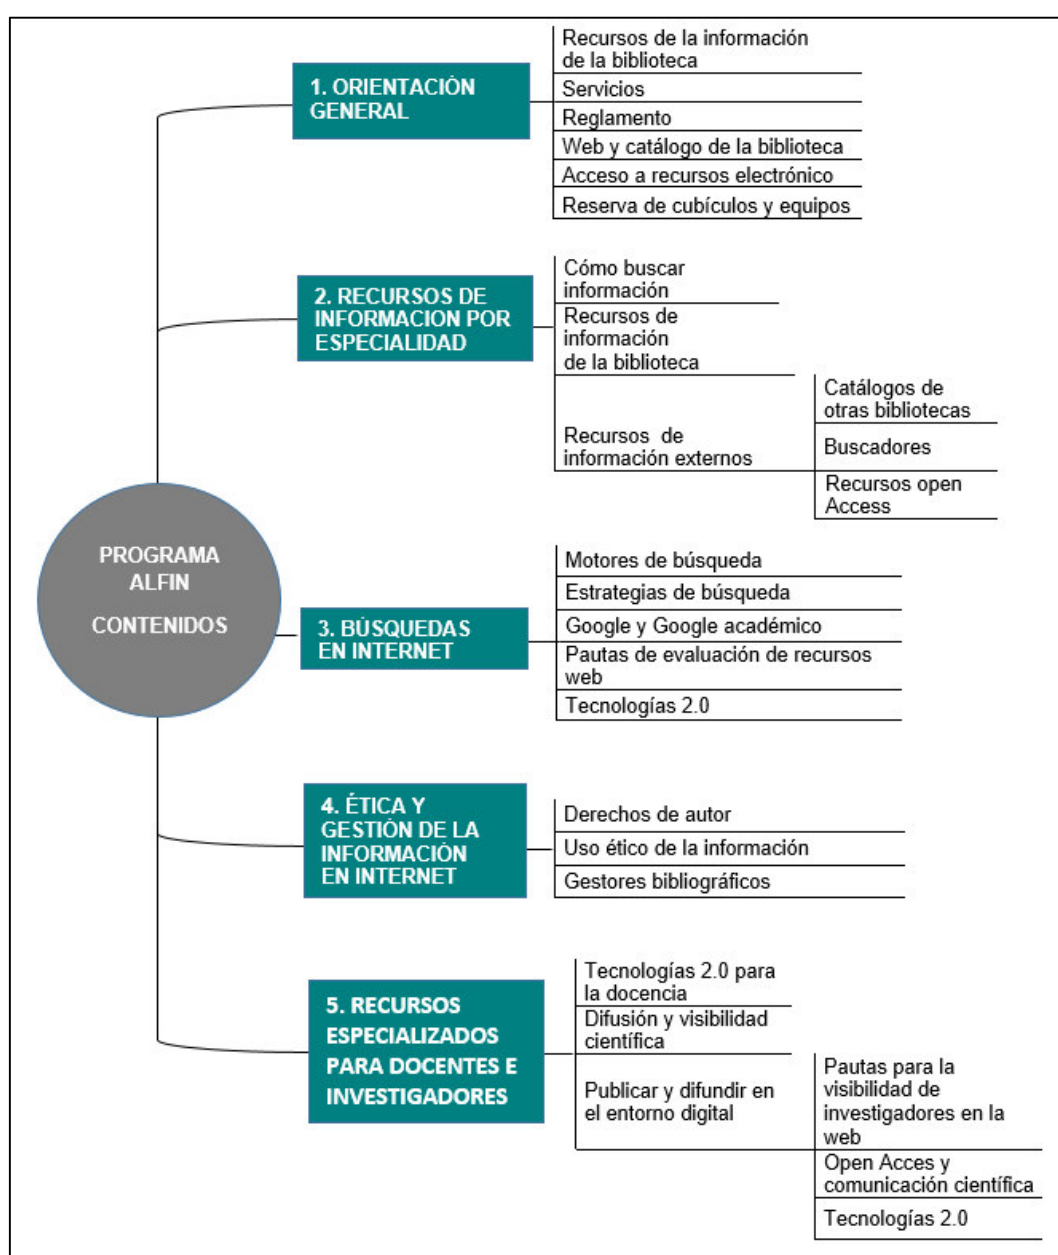 PROGRAMA
ALFIN
CONTENIDOS
1. ORIENTACIÓN
GENERAL
Recursos de la información
de la biblioteca
Servicios
Reglamento
Web y catálogo de la biblioteca
Acceso a recursos electrónico
Reserva de cubículos y equipos
2. RECURSOS DE
INFORMACION POR
ESPECIALIDAD
Cómo buscar
información
Recursos de
información
de la biblioteca
Recursos de
información externos
Catálogos de
otras bibliotecas
Buscadores
Recursos open
Access
3. BÚSQUEDAS
EN INTERNET
Motores de búsqueda
Estrategias de búsqueda
Google y Google académico
Pautas de evaluación de recursos
web
Tecnologías 2.0
4. ÉTICA Y
GESTIÓN DE LA
INFORMACIÓN
EN INTERNET
Derechos de autor
Uso ético de la información
Gestores bibliográficos
5. RECURSOS
ESPECIALIZADOS
PARA DOCENTES E
INVESTIGADORES
Tecnologías 2.0 para
la docencia
Difusión y visibilidad
científica
Publicar y difundir en
el entorno digital
Pautas para la
visibilidad de
investigadores en la
web
Open Acces y
comunicación científica
Tecnologías 2.0